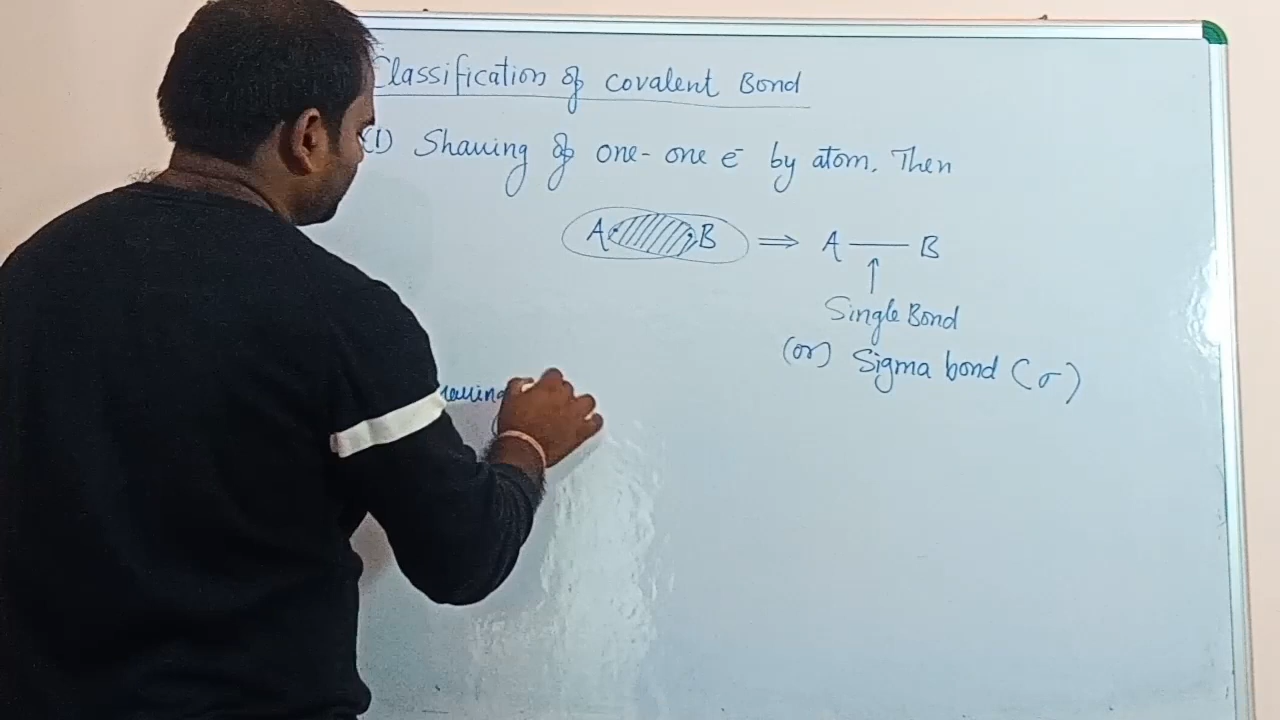 Classification of Covalent Bond
(1) Sharing of one-one e⁻ by atom. Then
A B ⇒ A — B
↑
Single Bond
(or) Sigma bond (σ)